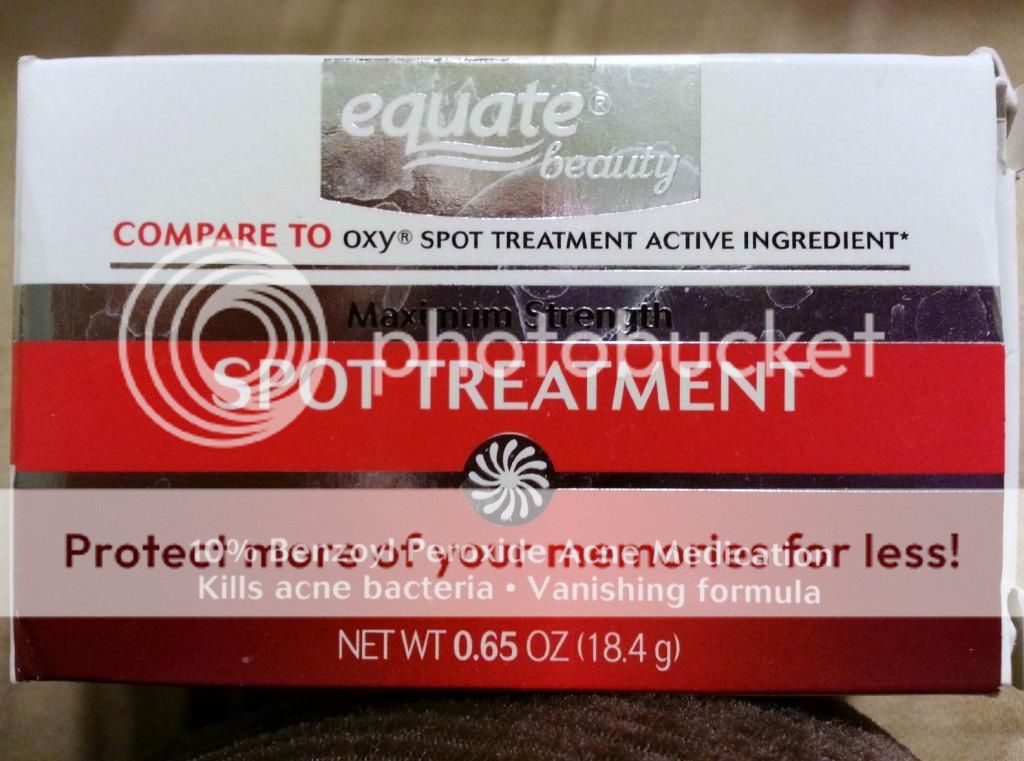 equate®
beauty
COMPARE TO oxy® SPOT TREATMENT ACTIVE INGREDIENT*
Maximum Strength
photobucket
SPOT TREATMENT
Protect more of your memories for less!
10% Benzoyl Peroxide Acne Medication
Kills acne bacteria • Vanishing formula
NET WT 0.65 OZ (18.4 g)